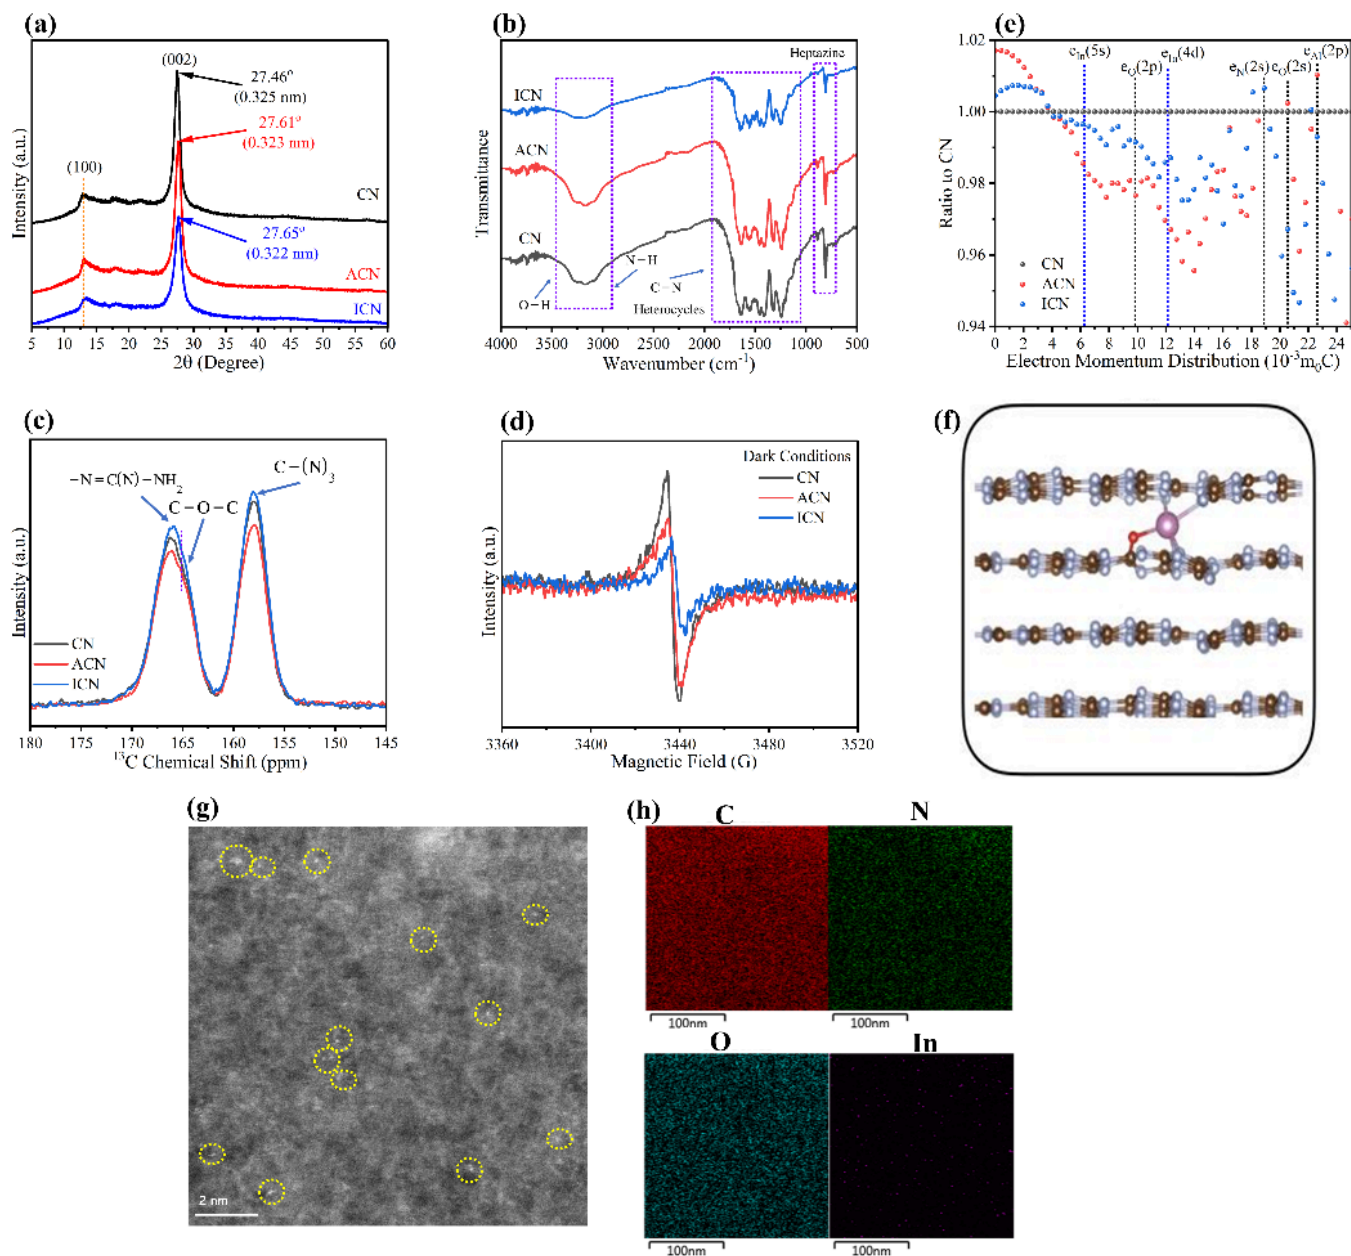 (a)
(002)
27.46°
(0.325 nm)
27.61°
(0.323 nm)
(100)
CN
27.65°
(0.322 nm)
ACN
ICN
Intensity (a.u.)
5 10 15 20 25 30 35 40 45 50 55 60
2θ (Degree)
(b)
Heptazine
ICN
ACN
CN
N−H
C−N
O−H
Heterocycles
Transmittance
4000 3500 3000 2500 2000 1500 1000 500
Wavenumber (cm⁻¹)
(e)
e_In(5s)
e_O(2p)
e_In(4d)
e_N(2s)
e_O(2s)
e_Al(2p)
1.02
1.00
0.98
0.96
0.94
Ratio to CN
CN
ACN
ICN
0 2 4 6 8 10 12 14 16 18 20 22 24
Electron Momentum Distribution (10⁻³m₀C)
(c)
−N=C(N)−NH₂
C−O−C
C−(N)₃
CN
ACN
ICN
Intensity (a.u.)
180 175 170 165 160 155 150 145
¹³C Chemical Shift (ppm)
(d)
Dark Conditions
CN
ACN
ICN
Intensity (a.u.)
3360 3400 3440 3480 3520
Magnetic Field (G)
(f)
(g)
2 nm
(h)
C
N
100nm
100nm
O
In
100nm
100nm